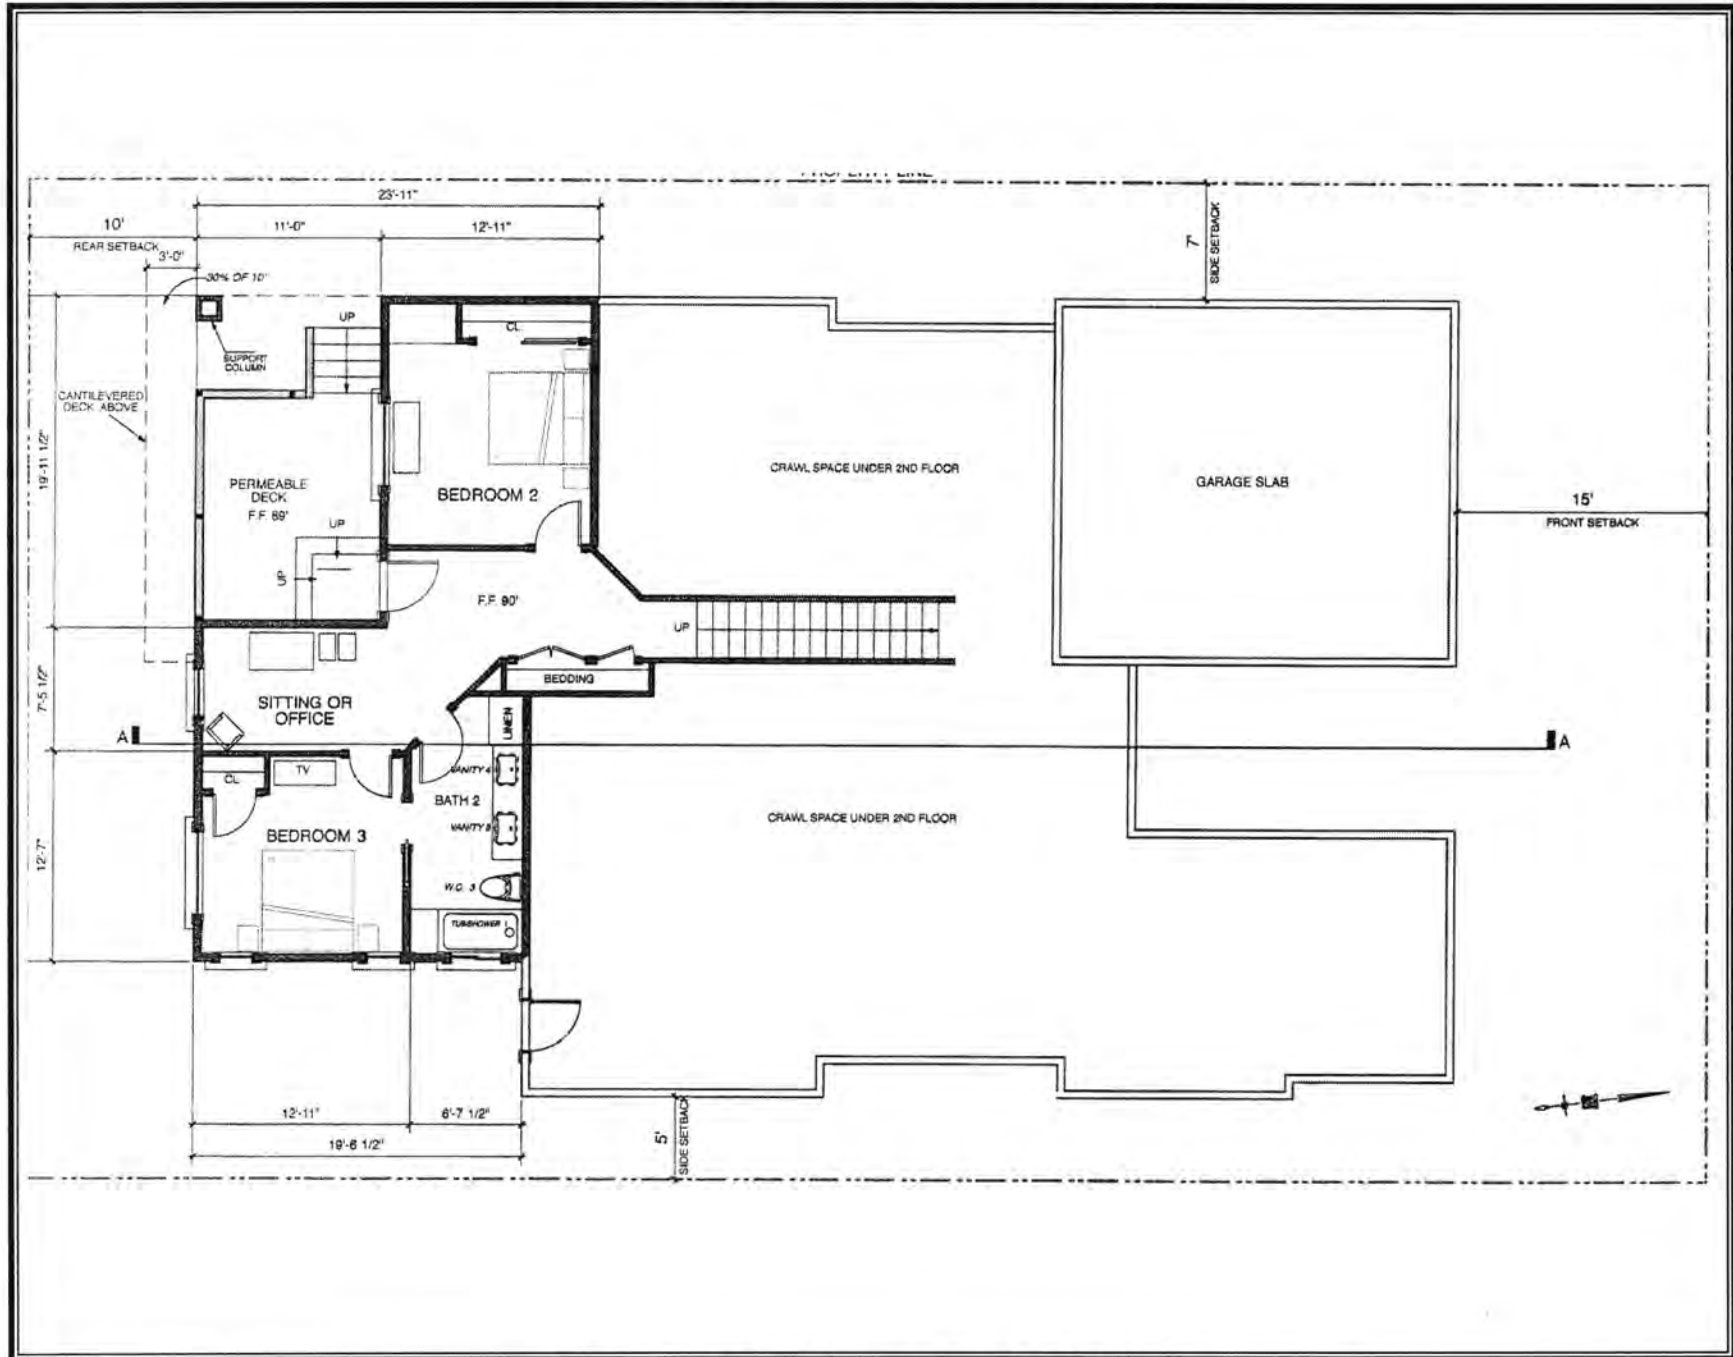 PROPERTY LINE
23'-11"
10'
11'-0"
12'-11"
REAR SETBACK
3'-0"
30% OF 10'
7'
SIDE SETBACK
UP
CL.
SUPPORT
COLUMN
CANTILEVERED
DECK ABOVE
19'-11 1/2"
PERMEABLE
DECK
F.F. 89'
BEDROOM 2
CRAWL SPACE UNDER 2ND FLOOR
GARAGE SLAB
15'
FRONT SETBACK
UP
UP
F.F. 90'
UP
BEDDING
7'-5 1/2"
SITTING OR
OFFICE
LINEN
A
A
CL.
TV
VANITY 4
BATH 2
VANITY 3
BEDROOM 3
CRAWL SPACE UNDER 2ND FLOOR
12'-7"
W.C. 3
TUB/SHOWER 1
12'-11"
6'-7 1/2"
19'-6 1/2"
5'
SIDE SETBACK